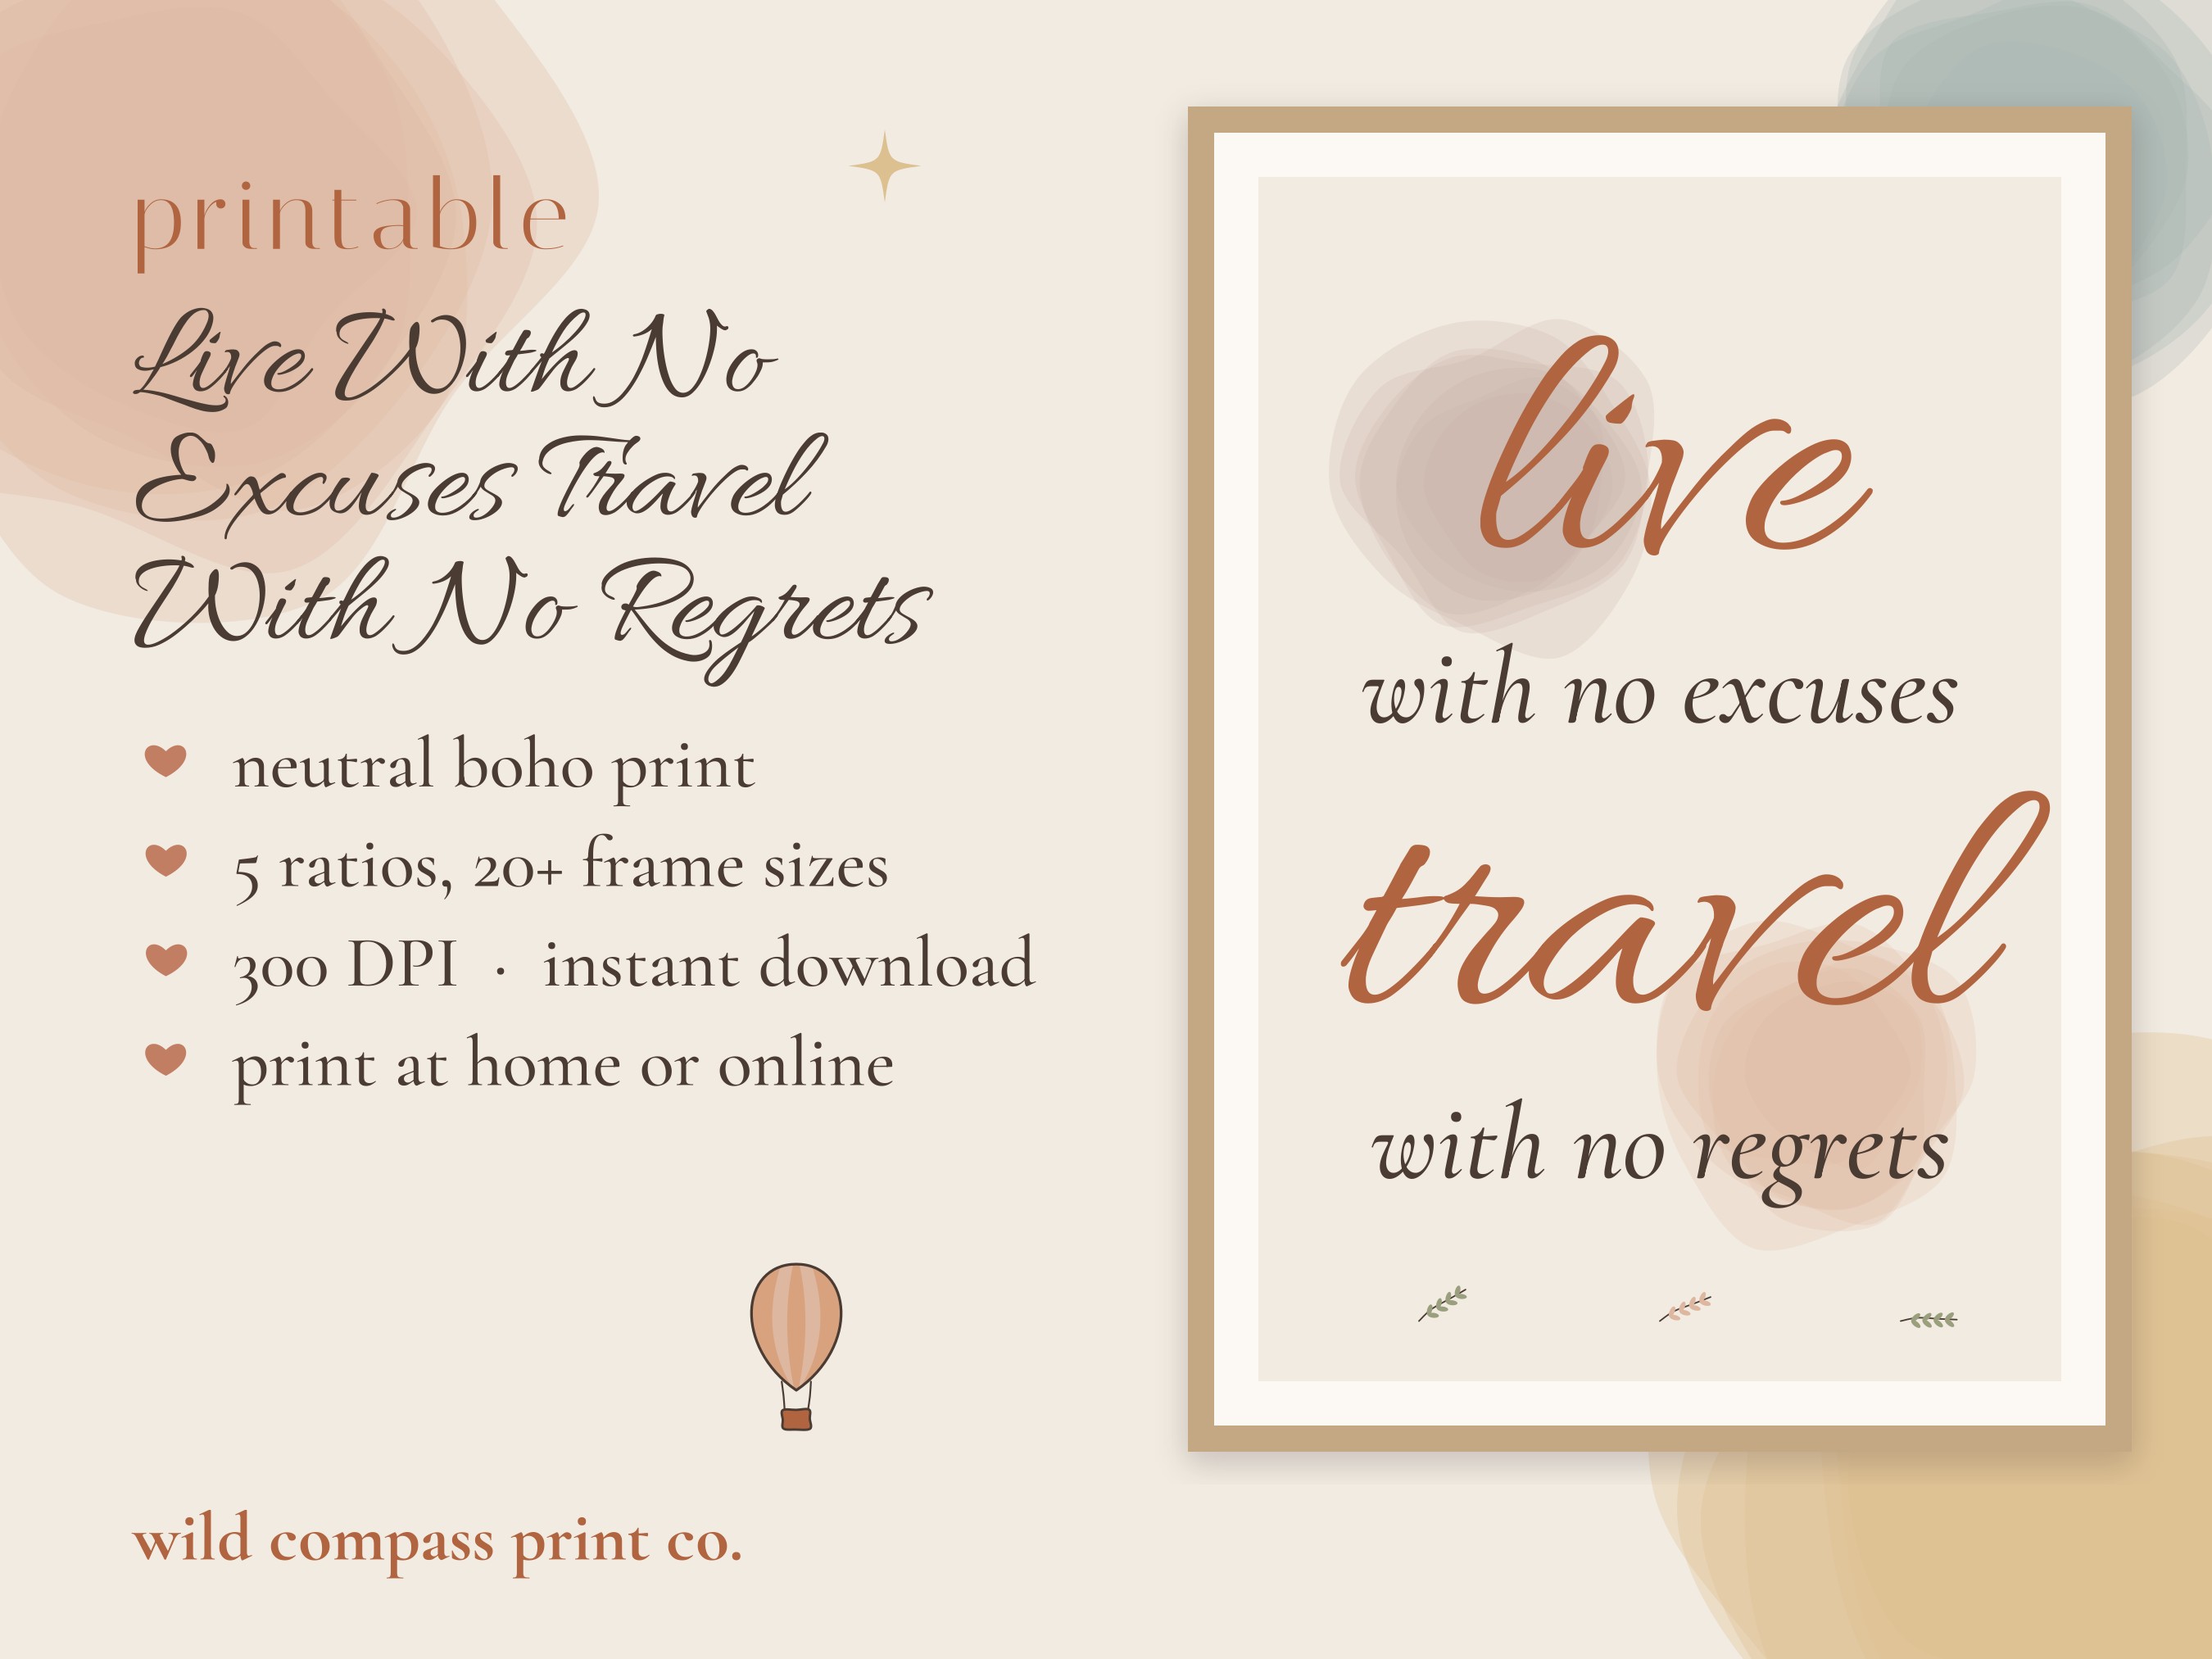 printable
Live With No
Excuses Travel
With No Regrets
neutral boho print
5 ratios, 20+ frame sizes
300 DPI · instant download
print at home or online
wild compass print co.
live
with no excuses
travel
with no regrets